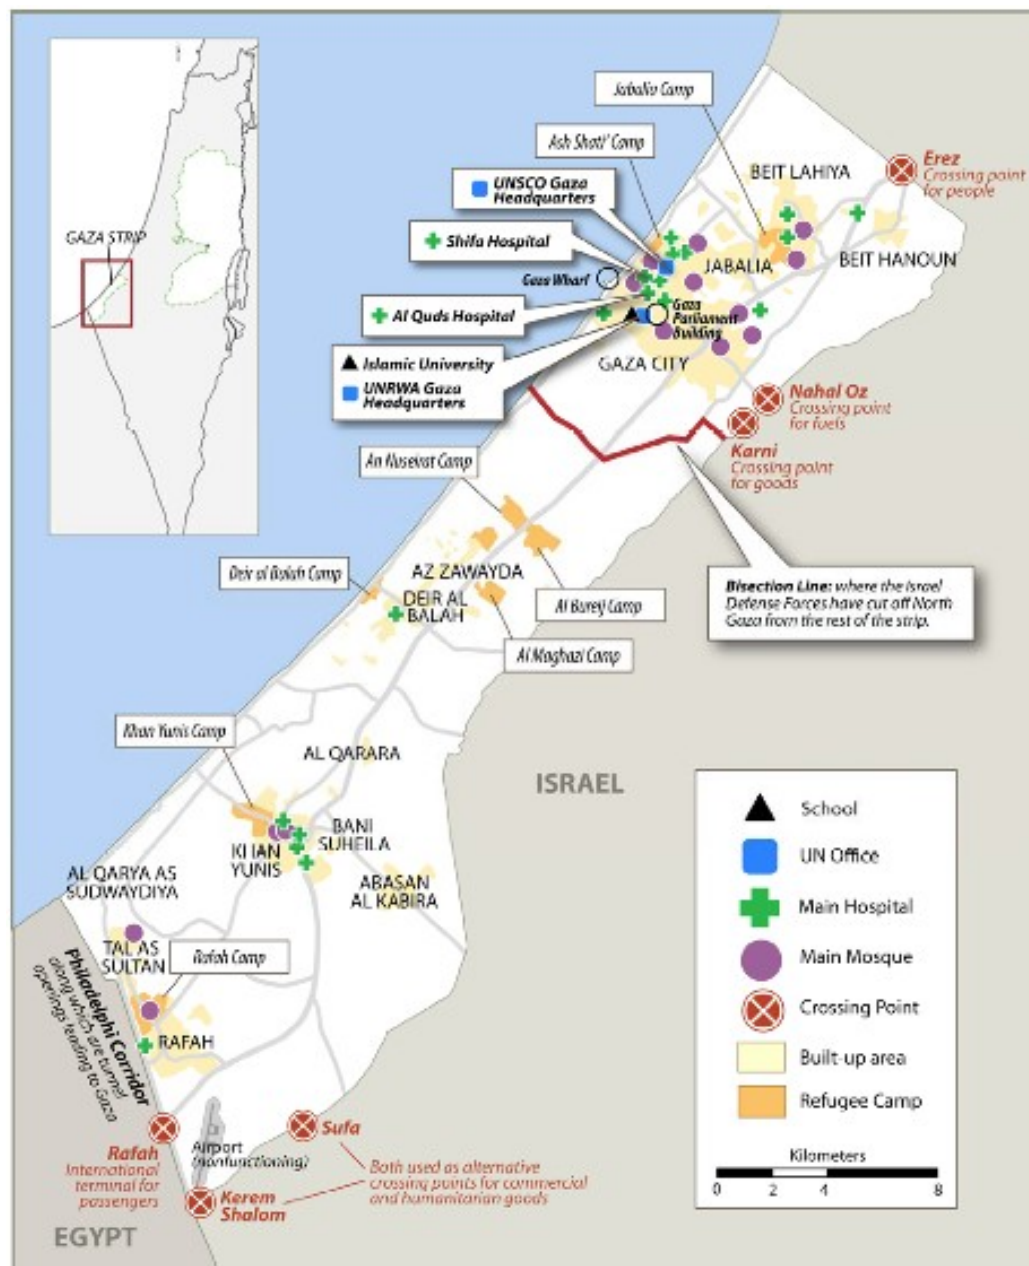 GAZA STRIP
Jabalia Camp
Ash Shati' Camp
UNSCO Gaza
Headquarters
Shifa Hospital
Gaza Wharf
Al Quds Hospital
Islamic University
UNRWA Gaza
Headquarters
BEIT LAHIYA
Erez
Crossing point
for people
JABALIA
BEIT HANOUN
Gaza
Parliament
Building
GAZA CITY
Nahal Oz
Crossing point
for fuels
Karni
Crossing point
for goods
An Nuseirat Camp
Bisection Line: where the Israel
Defense Forces have cut off North
Gaza from the rest of the strip.
Deir al Balah Camp
AZ ZAWAYDA
DEIR AL
BALAH
Al Bureij Camp
Al Maghazi Camp
Khan Yunis Camp
AL QARARA
ISRAEL
BANI
SUHEILA
KHAN
YUNIS
ABASAN
AL KABIRA
AL QARYA AS
SUDWAYDIYA
TAL AS
SULTAN
Rafah Camp
RAFAH
Philadelphi Corridor
along which are tunnel
openings leading to Gaza
Rafah
International
terminal for
passengers
Airport
(nonfunctioning)
Sufa
Both used as alternative
crossing points for commercial
and humanitarian goods
Kerem
Shalom
EGYPT
School
UN Office
Main Hospital
Main Mosque
Crossing Point
Built-up area
Refugee Camp
Kilometers
0 2 4 8